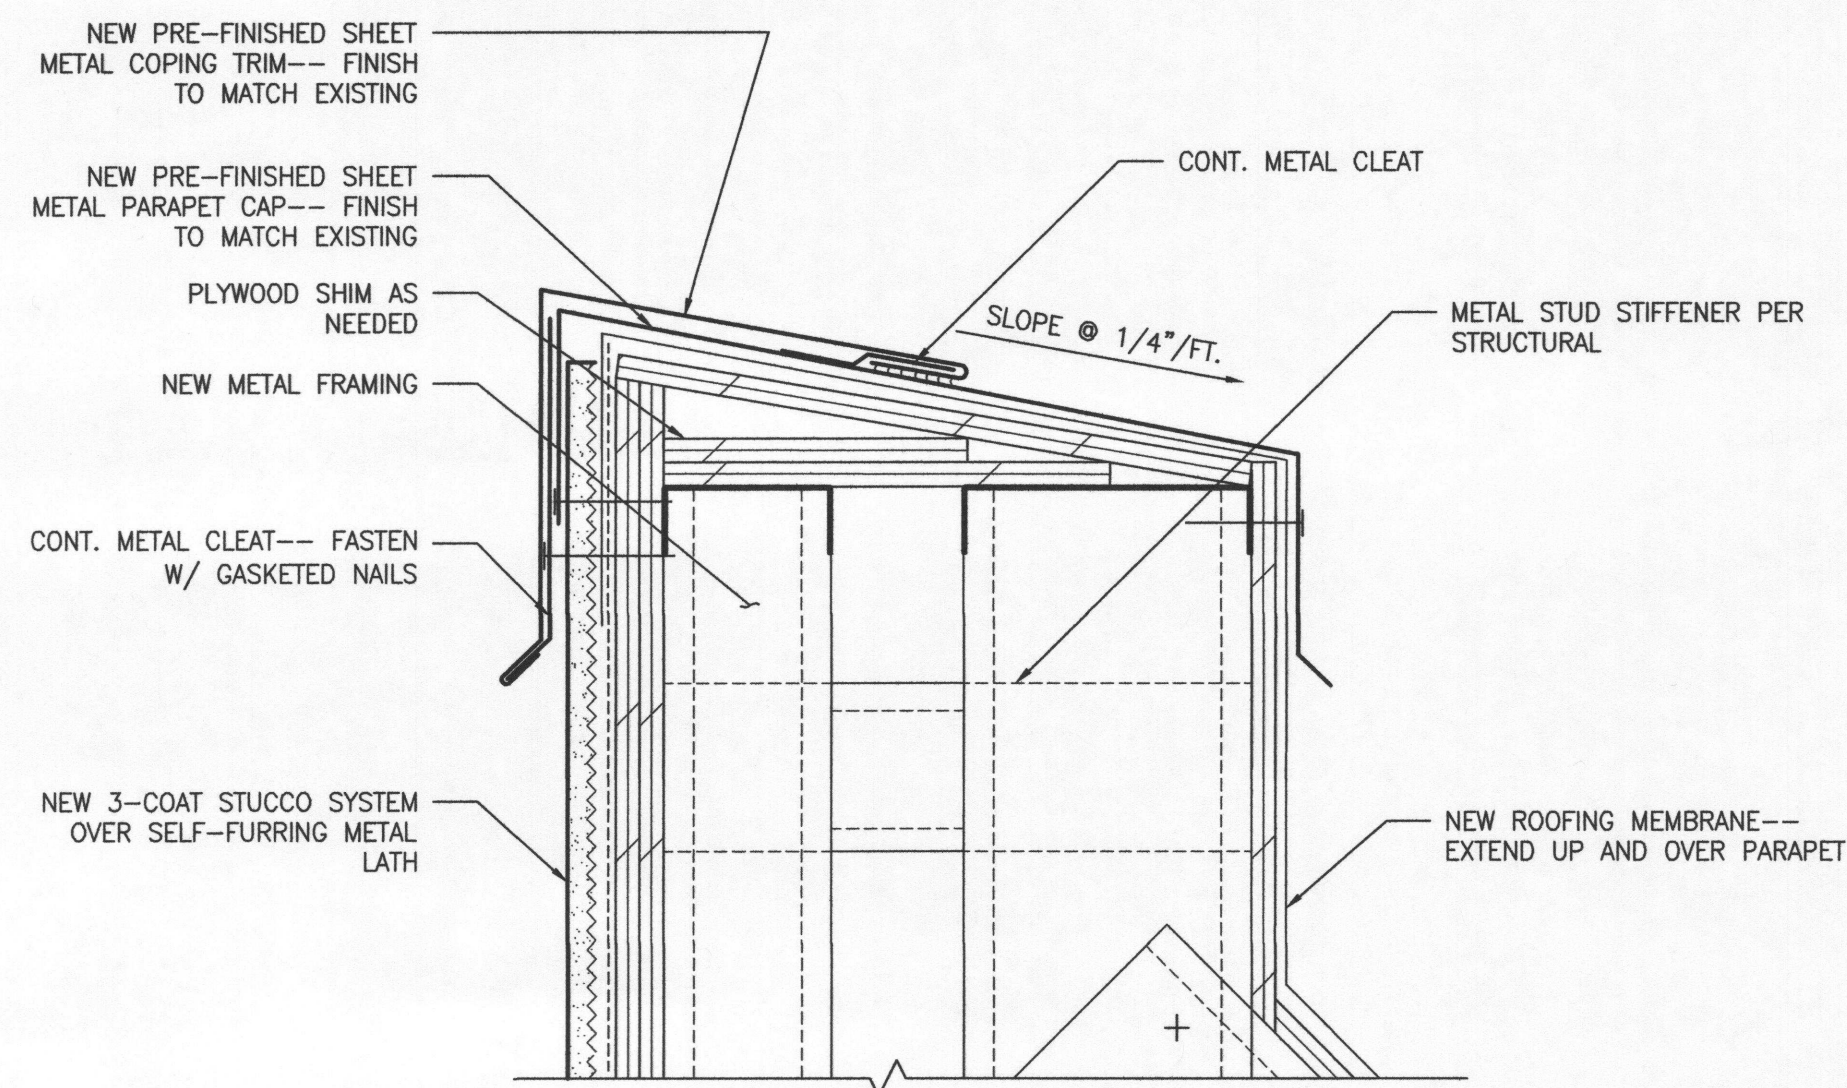 NEW PRE-FINISHED SHEET
METAL COPING TRIM-- FINISH
TO MATCH EXISTING
NEW PRE-FINISHED SHEET
METAL PARAPET CAP-- FINISH
TO MATCH EXISTING
PLYWOOD SHIM AS
NEEDED
NEW METAL FRAMING
CONT. METAL CLEAT-- FASTEN
W/ GASKETED NAILS
NEW 3-COAT STUCCO SYSTEM
OVER SELF-FURRING METAL
LATH
CONT. METAL CLEAT
SLOPE @ 1/4"/FT.
METAL STUD STIFFENER PER
STRUCTURAL
NEW ROOFING MEMBRANE--
EXTEND UP AND OVER PARAPET